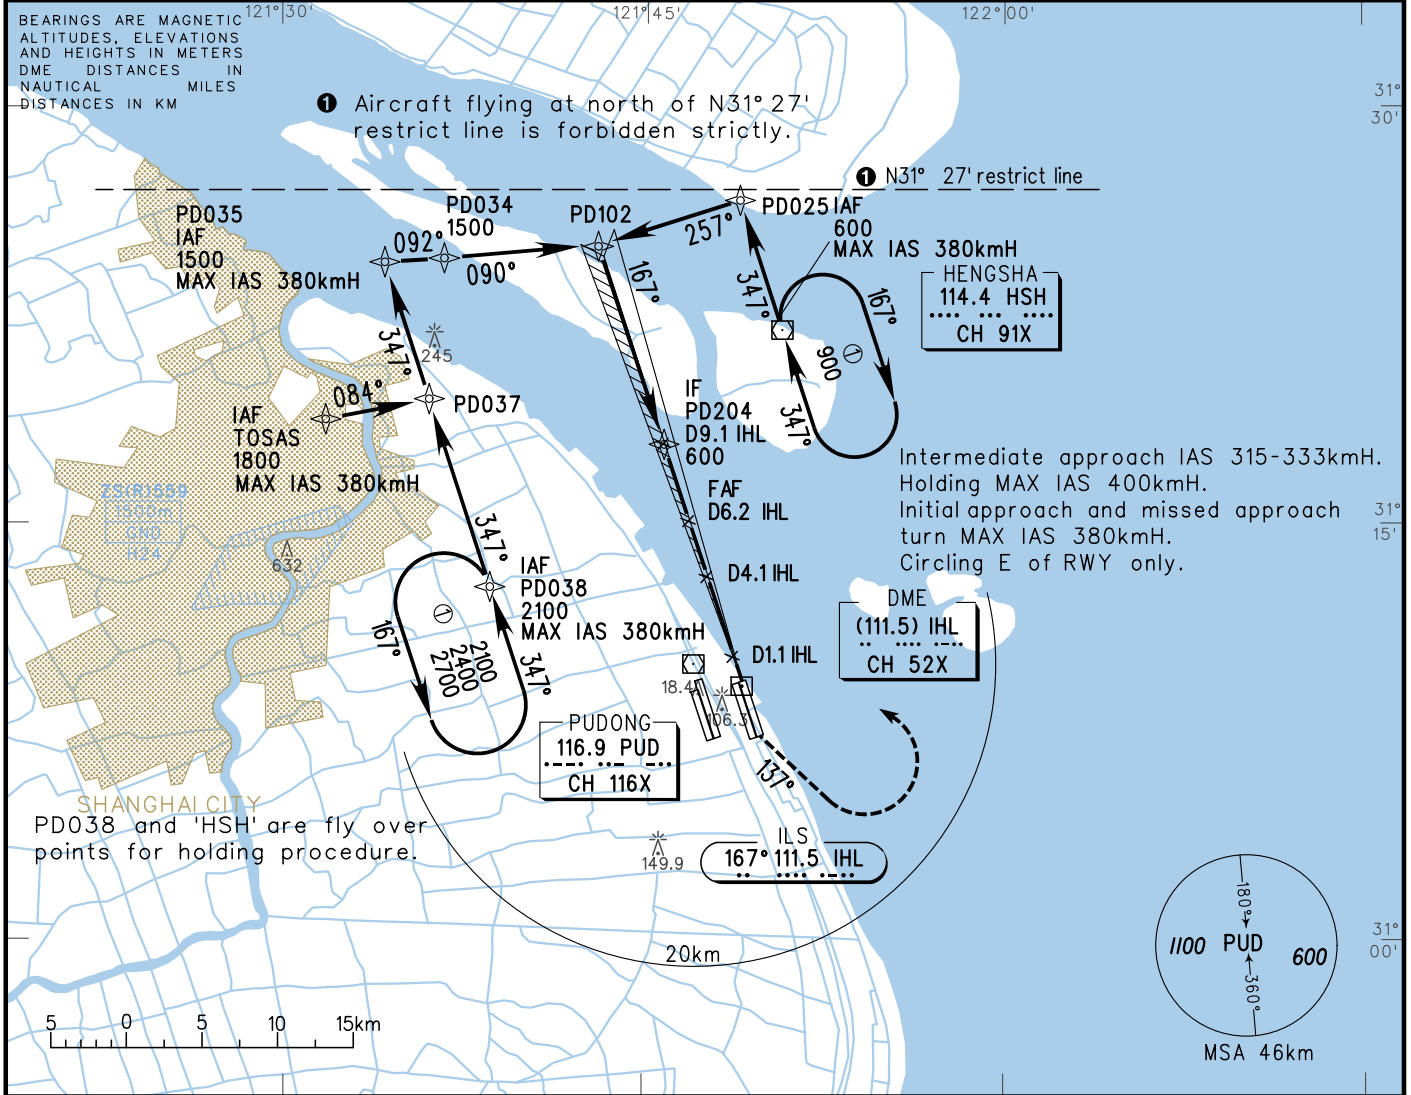 BEARINGS ARE MAGNETIC
ALTITUDES, ELEVATIONS
AND HEIGHTS IN METERS
DME DISTANCES IN
NAUTICAL MILES
DISTANCES IN KM
121°30'
121°45'
122°00'
31°
30'
❶ Aircraft flying at north of N31°27'
restrict line is forbidden strictly.
❶ N31° 27' restrict line
PD035
IAF
1500
MAX IAS 380kmH
092°
PD034
1500
090°
PD102
257°
PD025
IAF
600
MAX IAS 380kmH
HENGSHA
114.4 HSH
CH 91X
167°
347°
167°
900
1
347°
347°
245
084°
PD037
IAF
TOSAS
1800
MAX IAS 380kmH
IF
PD204
D9.1 IHL
600
FAF
D6.2 IHL
D4.1 IHL
D1.1 IHL
Intermediate approach IAS 315-333kmH.
Holding MAX IAS 400kmH.
Initial approach and missed approach
turn MAX IAS 380kmH.
Circling E of RWY only.
31°
15'
ZS(R)559
1500m
GND
H24
632
347°
IAF
PD038
2100
MAX IAS 380kmH
1
167°
2100
2400
2700
347°
DME
(111.5) IHL
CH 52X
18.4
106.3
PUDONG
116.9 PUD
CH 116X
137°
SHANGHAI CITY
PD038 and 'HSH' are fly over
points for holding procedure.
149.9
ILS
167° 111.5 IHL
20km
180°
1100 PUD 600
360°
MSA 46km
31°
00'
5 0 5 10 15km